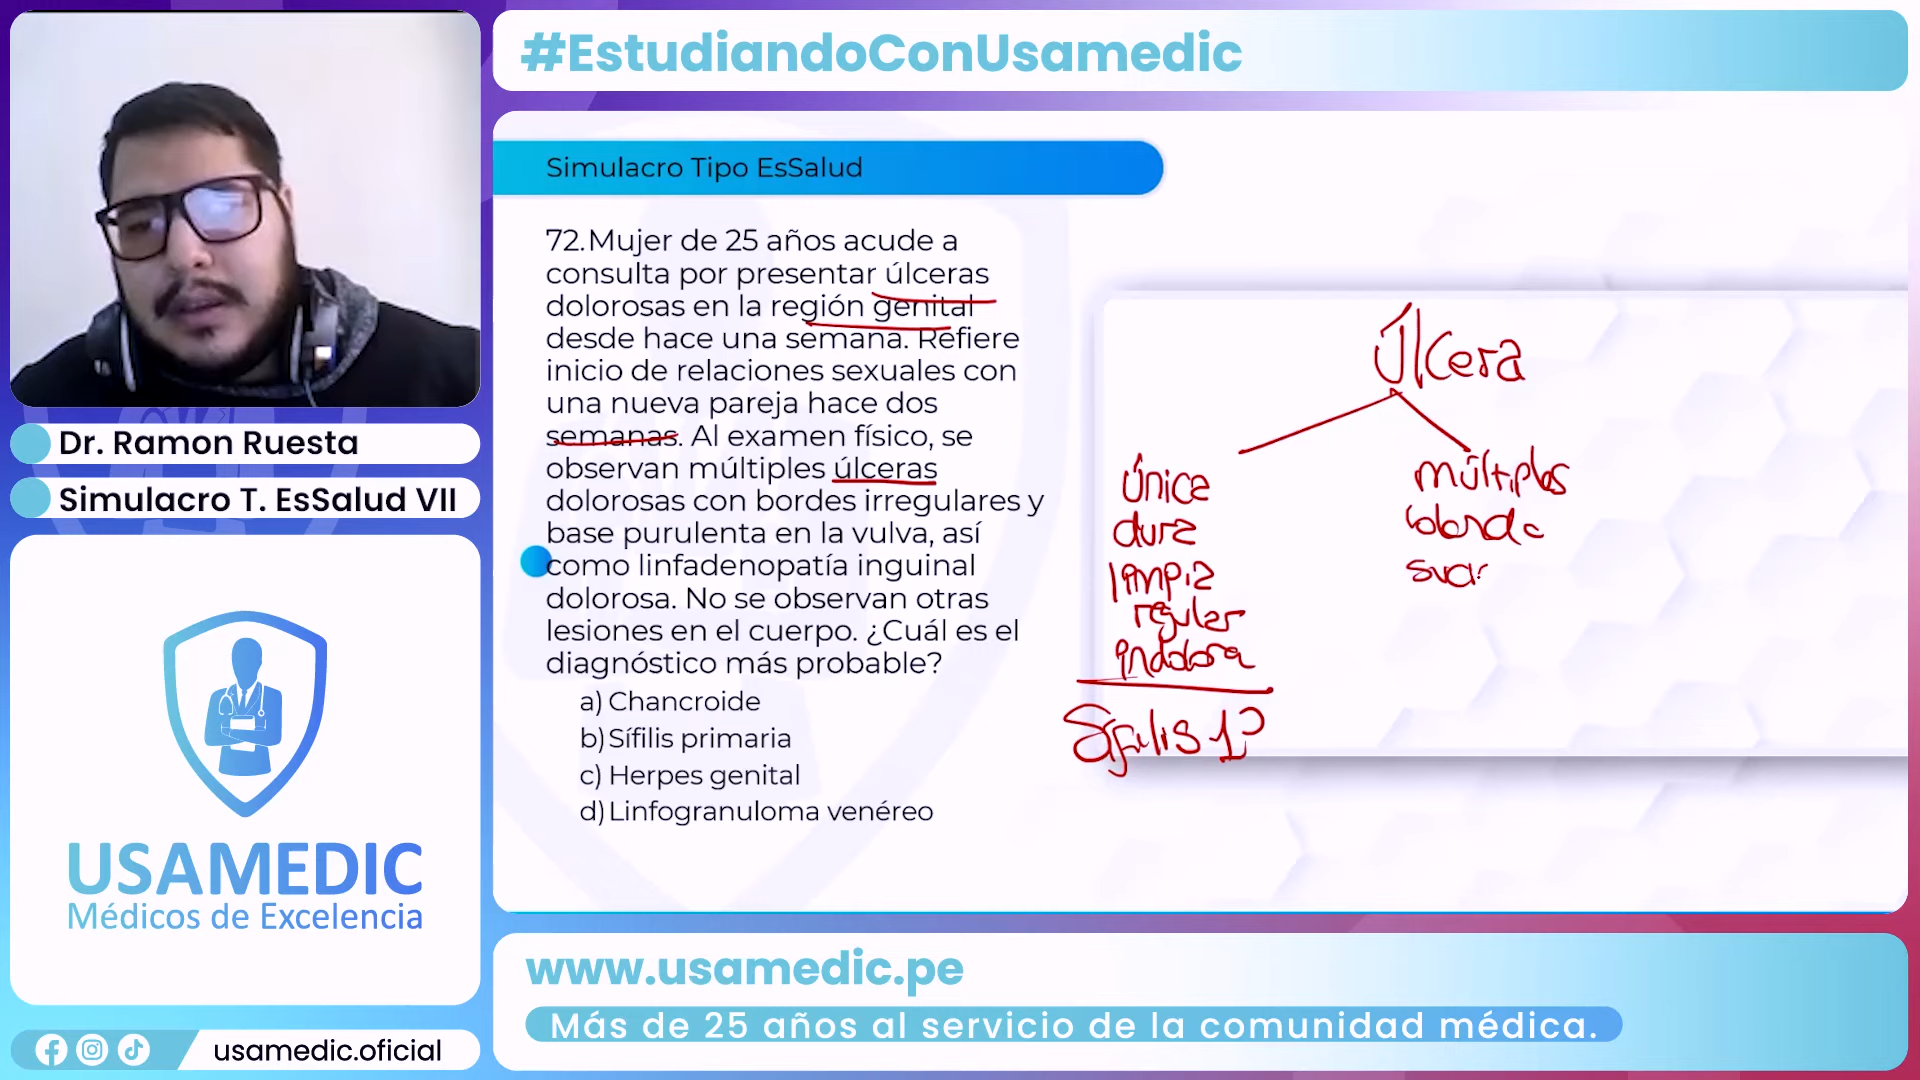 #EstudiandoConUsamedic
Simulacro Tipo EsSalud
72.Mujer de 25 años acude a
consulta por presentar úlceras
dolorosas en la región genital
desde hace una semana. Refiere
inicio de relaciones sexuales con
una nueva pareja hace dos
semanas. Al examen físico, se
observan múltiples úlceras
dolorosas con bordes irregulares y
base purulenta en la vulva, así
como linfadenopatía inguinal
dolorosa. No se observan otras
lesiones en el cuerpo. ¿Cuál es el
diagnóstico más probable?
a) Chancroide
b) Sífilis primaria
c) Herpes genital
d) Linfogranuloma venéreo
Úlcera
Única
dura
limpia
regular
indolora
Sífilis 1º
múltiples
Dr. Ramon Ruesta
Simulacro T. EsSalud VII
USAMEDIC
Médicos de Excelencia
usamedic.oficial
www.usamedic.pe
Más de 25 años al servicio de la comunidad médica.